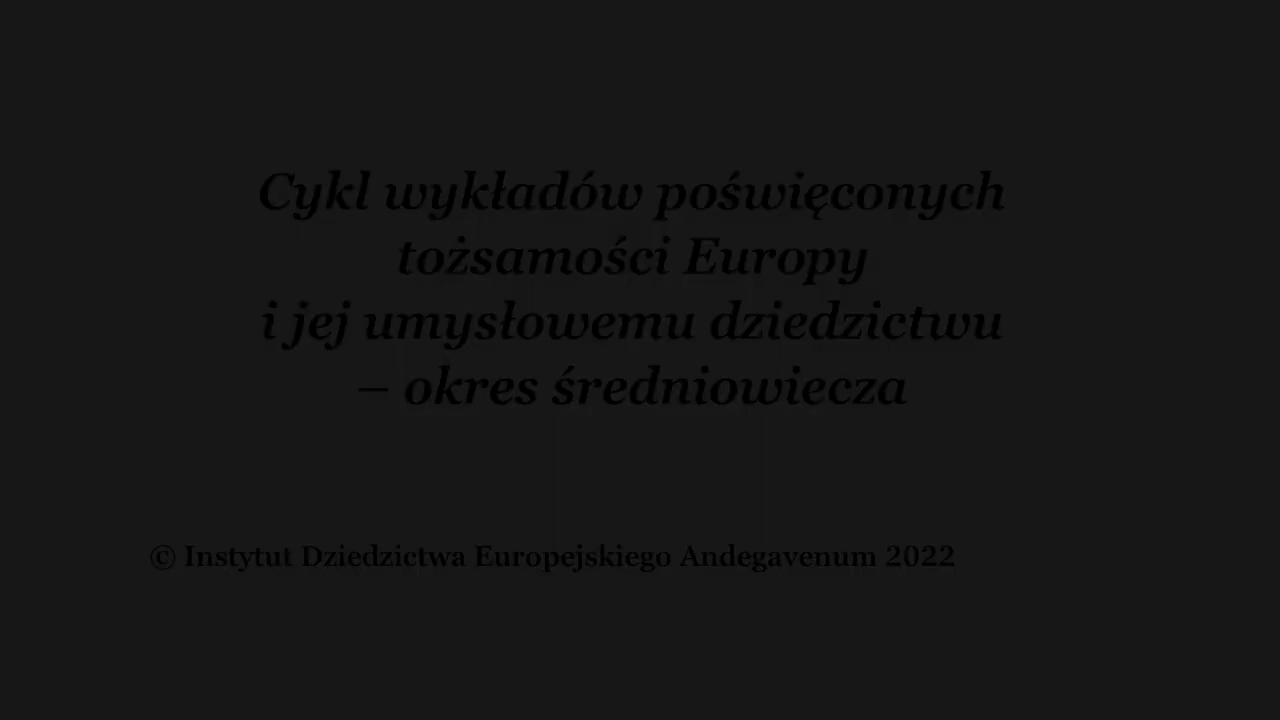 Cykl wykładów poświęconych
tożsamości Europy
i jej umysłowemu dziedzictwu
– okres średniowiecza
© Instytut Dziedzictwa Europejskiego Andegavenum 2022